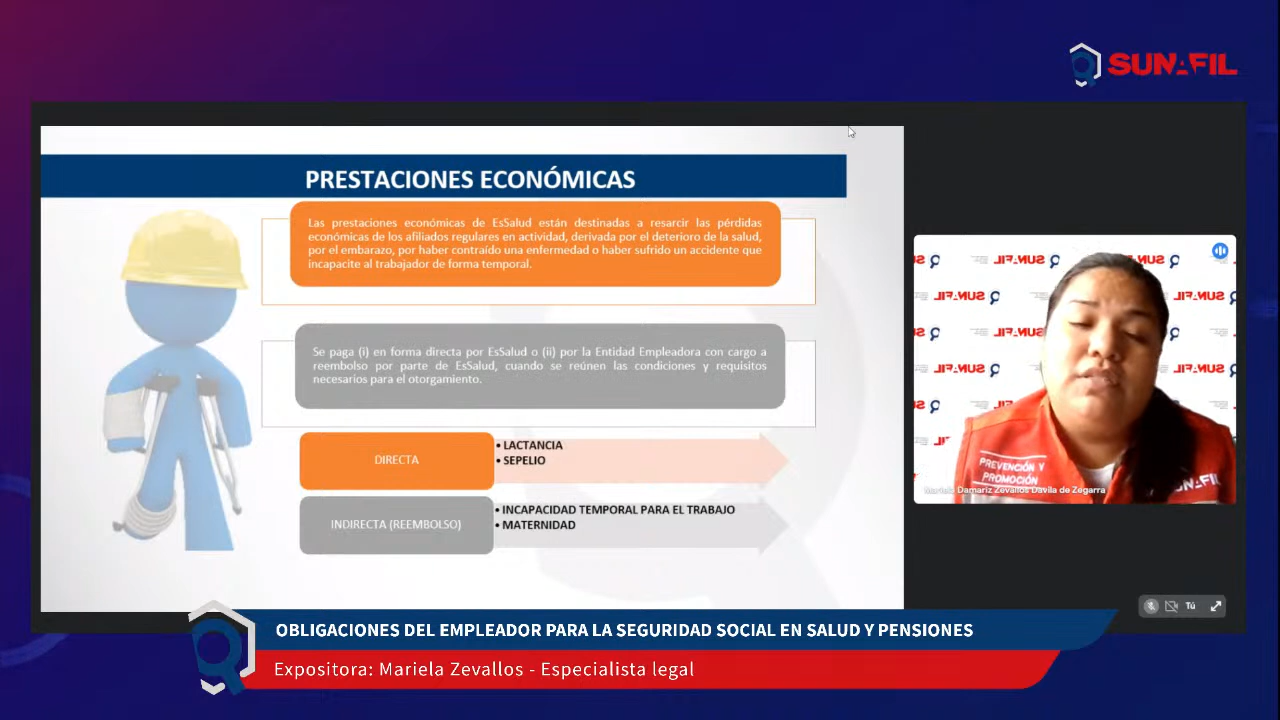 SUNAFIL
PRESTACIONES ECONÓMICAS
Las prestaciones económicas de EsSalud están destinadas a resarcir las pérdidas
económicas de los afiliados regulares en actividad, derivada por el deterioro de la salud,
por el embarazo, por haber contraído una enfermedad o haber sufrido un accidente que
incapacite al trabajador de forma temporal.
Se paga (i) en forma directa por EsSalud o (ii) por la Entidad Empleadora con cargo a
reembolso por parte de EsSalud, cuando se reúnen las condiciones y requisitos
necesarios para el otorgamiento.
DIRECTA
• LACTANCIA
• SEPELIO
INDIRECTA (REEMBOLSO)
• INCAPACIDAD TEMPORAL PARA EL TRABAJO
• MATERNIDAD
PREVENCIÓN Y
PROMOCIÓN
SUNAFIL
Mariela Damariz Zevallos Davila de Zegarra
Tú
OBLIGACIONES DEL EMPLEADOR PARA LA SEGURIDAD SOCIAL EN SALUD Y PENSIONES
Expositora: Mariela Zevallos - Especialista legal